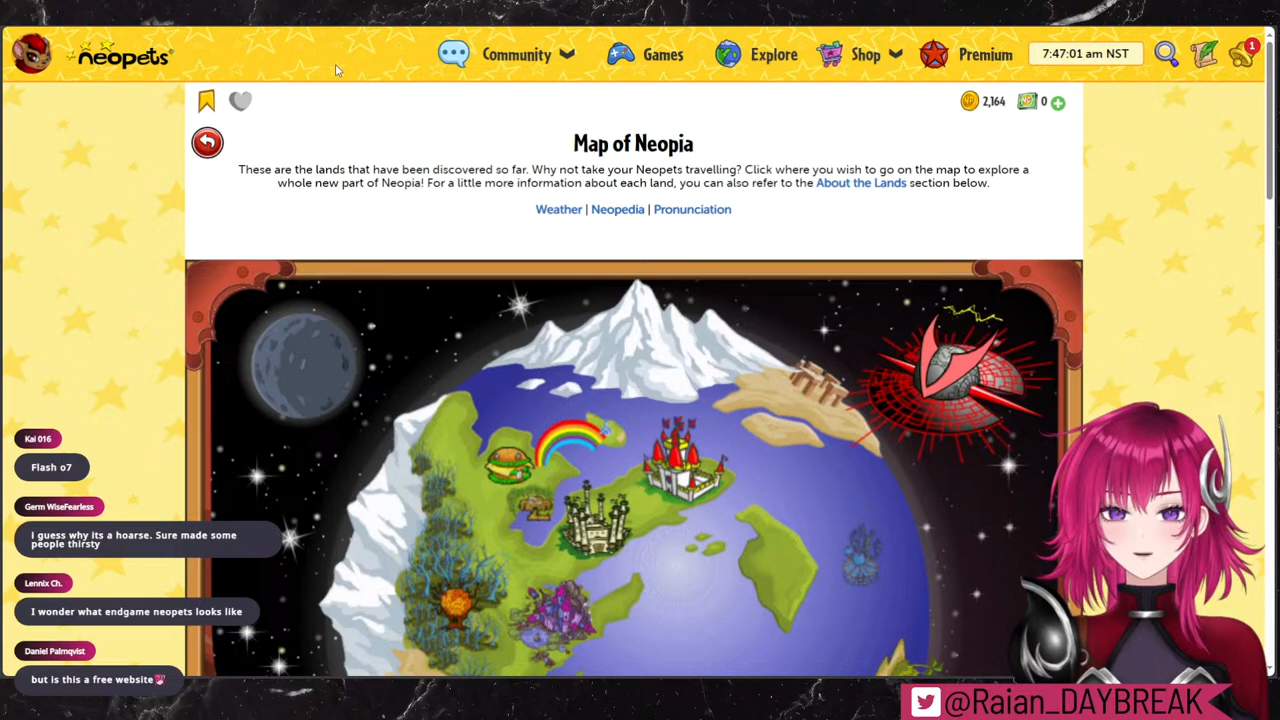 neopets
Community
Games
Explore
Shop
Premium
7:47:01 am NST
1
2,164
0
Map of Neopia
These are the lands that have been discovered so far. Why not take your Neopets travelling? Click where you wish to go on the map to explore a
whole new part of Neopia! For a little more information about each land, you can also refer to the About the Lands section below.
Weather | Neopedia | Pronunciation
Kai 016
Flash o7
Germ WiseFearless
I guess why its a hoarse. Sure made some
people thirsty
Lennix Ch.
I wonder what endgame neopets looks like
Daniel Palmqvist
but is this a free website
@Raian_DAYBREAK